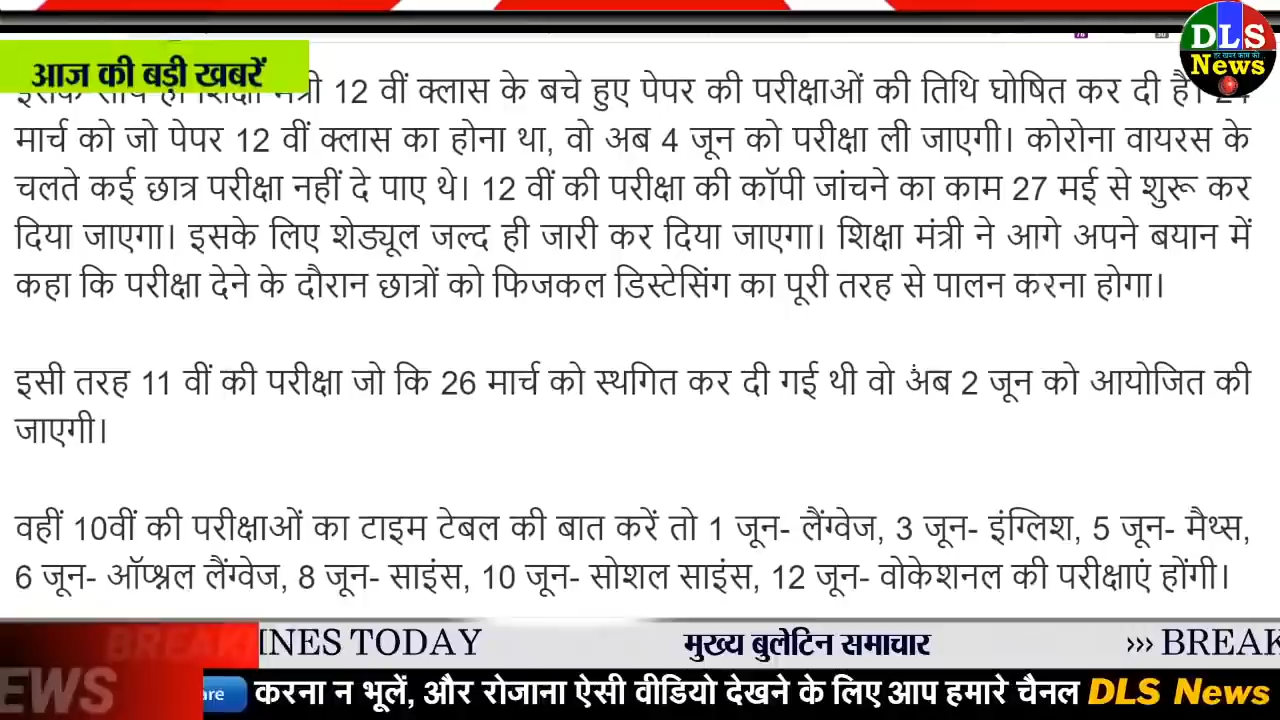 DLS
News
आज की बड़ी खबरें
12 वीं क्लास के बचे हुए पेपर की परीक्षाओं की तिथि घोषित कर दी है। 24
मार्च को जो पेपर 12 वीं क्लास का होना था, वो अब 4 जून को परीक्षा ली जाएगी। कोरोना वायरस के
चलते कई छात्र परीक्षा नहीं दे पाए थे। 12 वीं की परीक्षा की कॉपी जांचने का काम 27 मई से शुरू कर
दिया जाएगा। इसके लिए शेड्यूल जल्द ही जारी कर दिया जाएगा। शिक्षा मंत्री ने आगे अपने बयान में
कहा कि परीक्षा देने के दौरान छात्रों को फिजकल डिस्टेसिंग का पूरी तरह से पालन करना होगा।
इसी तरह 11 वीं की परीक्षा जो कि 26 मार्च को स्थगित कर दी गई थी वो अब 2 जून को आयोजित की
जाएगी।
वहीं 10वीं की परीक्षाओं का टाइम टेबल की बात करें तो 1 जून- लैंग्वेज, 3 जून- इंग्लिश, 5 जून- मैथ्स,
6 जून- ऑप्श्नल लैंग्वेज, 8 जून- साइंस, 10 जून- सोशल साइंस, 12 जून- वोकेशनल की परीक्षाएं होंगी।
BREAK INES TODAY मुख्य बुलेटिन समाचार ››› BREAK
EWS are करना न भूलें, और रोजाना ऐसी वीडियो देखने के लिए आप हमारे चैनल DLS News